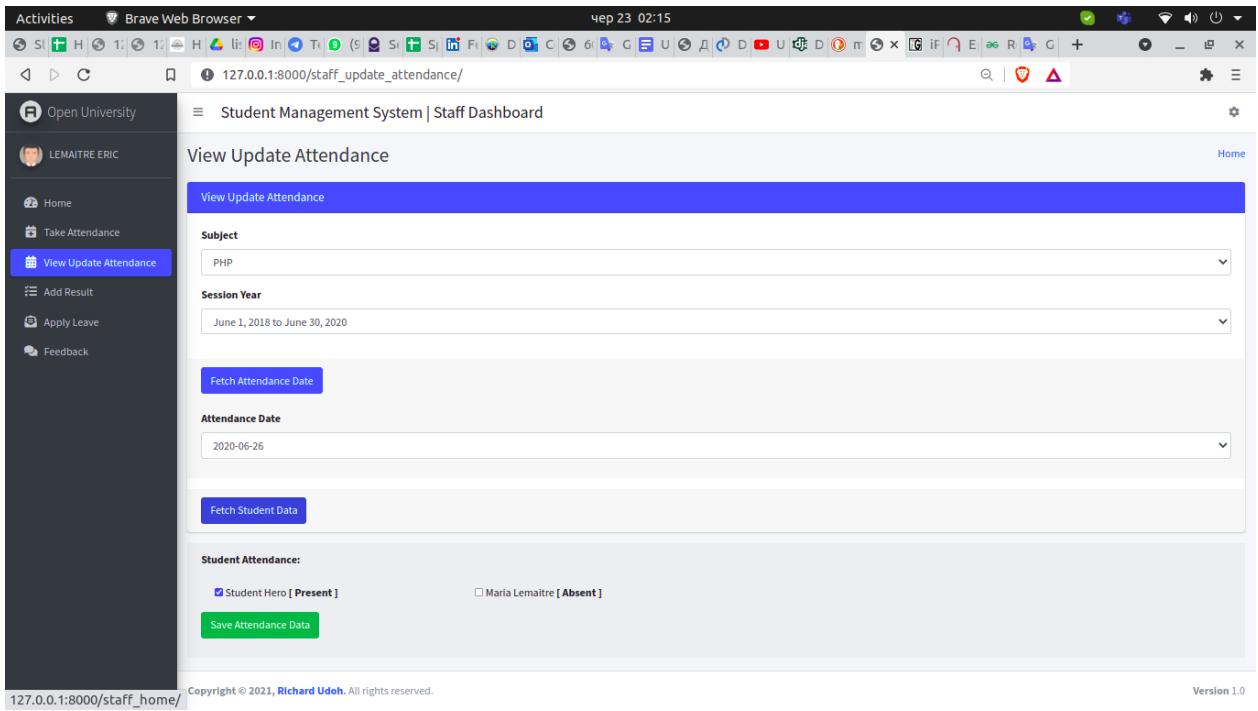 Activities Brave Web Browser чер 23 02:15
127.0.0.1:8000/staff_update_attendance/
Open University
Student Management System | Staff Dashboard
LEMAITRE ERIC
View Update Attendance Home
Home
Take Attendance
View Update Attendance
Add Result
Apply Leave
Feedback
View Update Attendance
Subject
PHP
Session Year
June 1, 2018 to June 30, 2020
Fetch Attendance Date
Attendance Date
2020-06-26
Fetch Student Data
Student Attendance:
Student Hero [ Present ] Maria Lemaitre [ Absent ]
Save Attendance Data
Copyright © 2021, Richard Udoh. All rights reserved. Version 1.0
127.0.0.1:8000/staff_home/